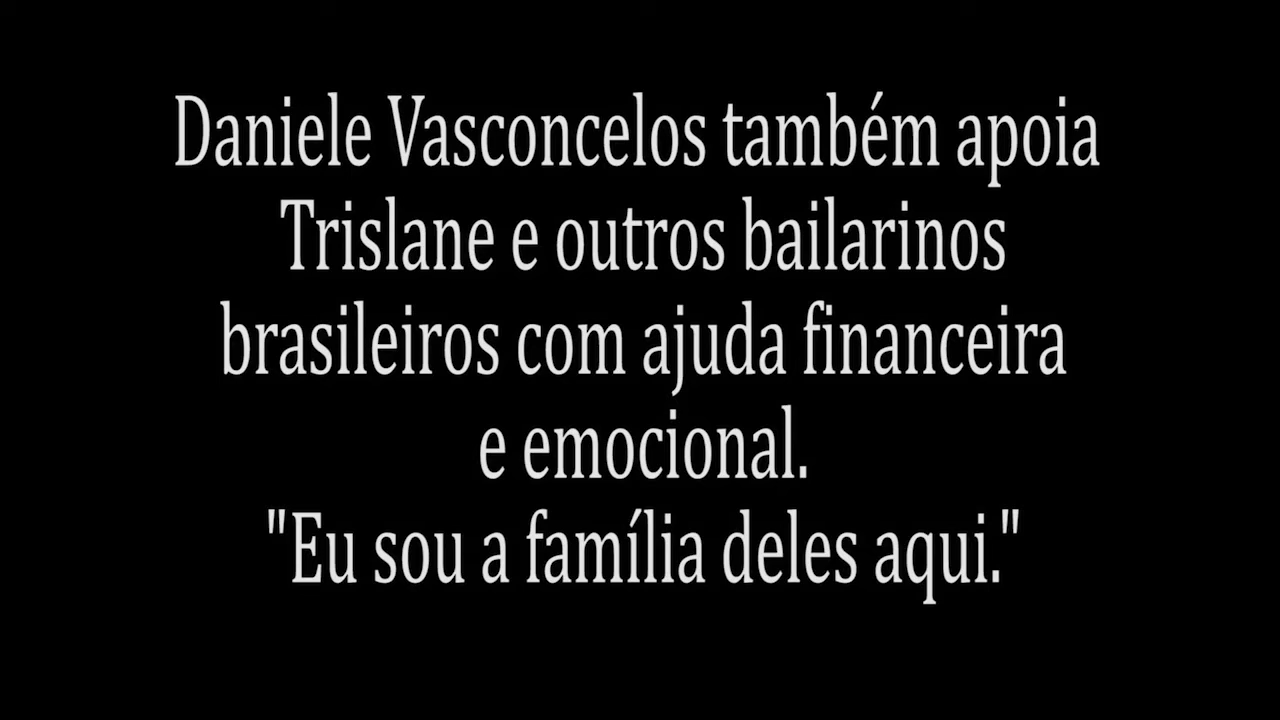 Daniele Vasconcelos também apoia
Trislane e outros bailarinos
brasileiros com ajuda financeira
e emocional.
"Eu sou a família deles aqui."